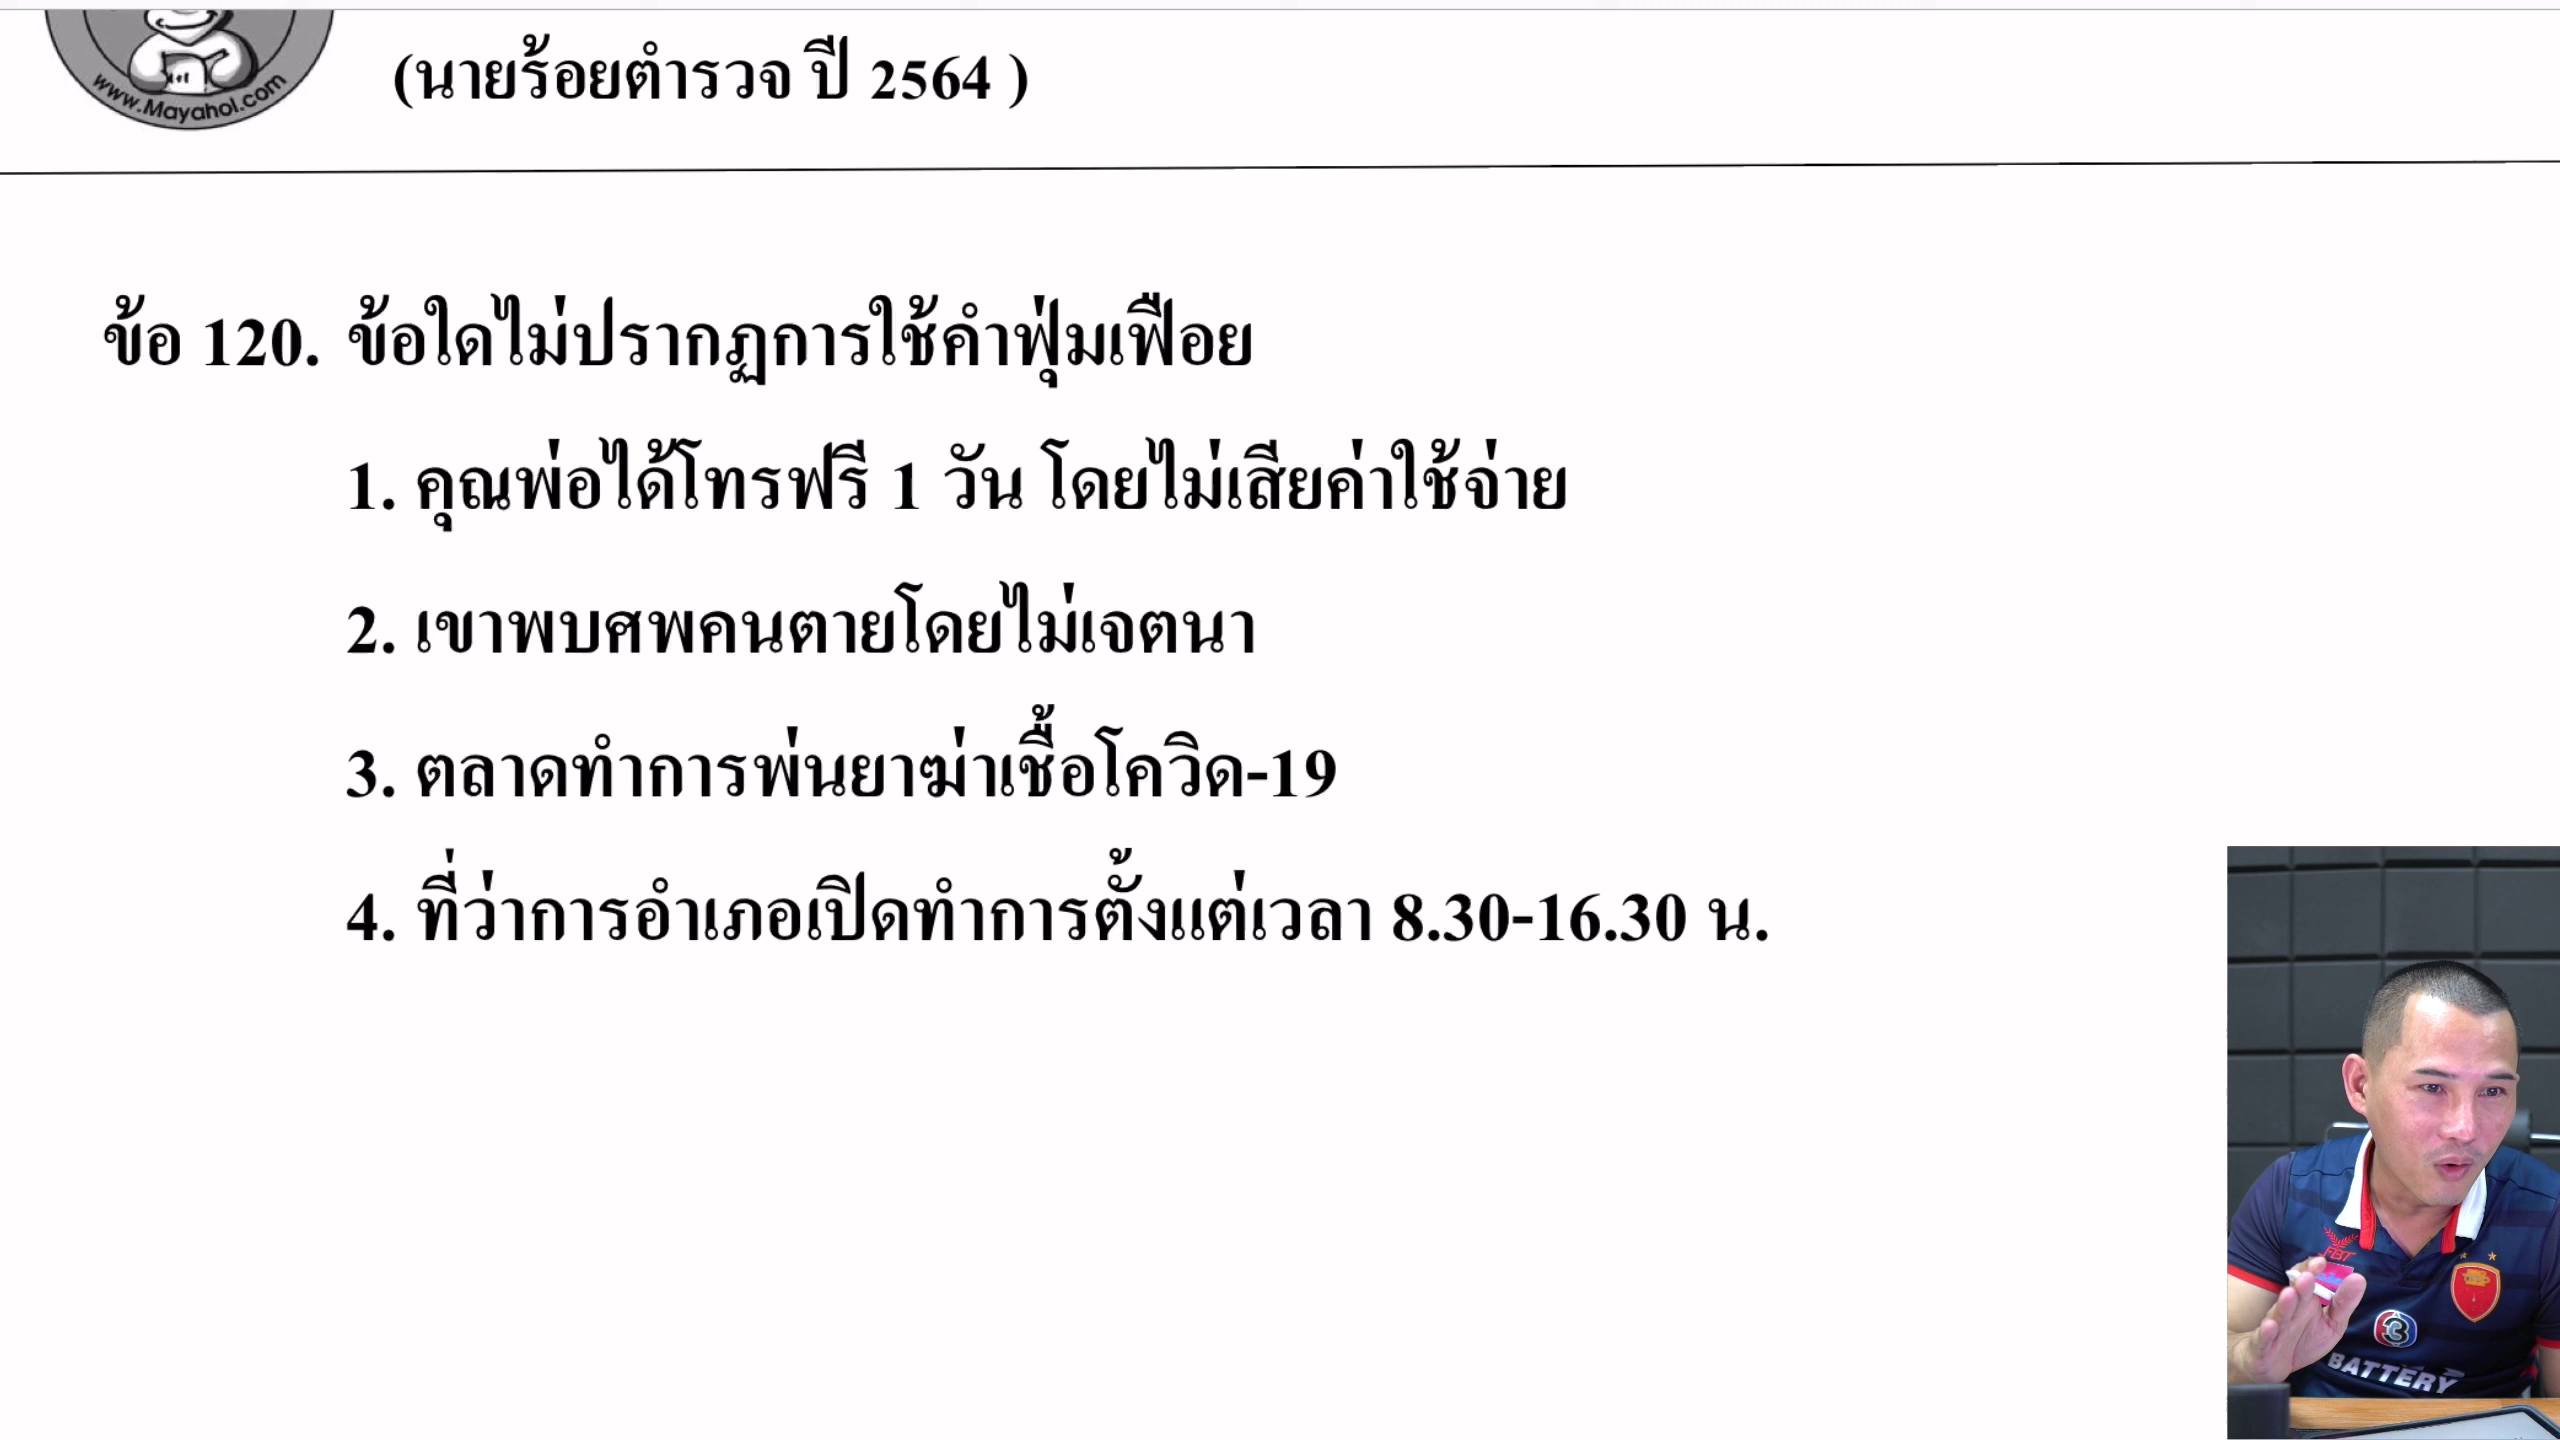 www.Mayahol.com
(นายร้อยตำรวจ ปี 2564 )
ข้อ 120. ข้อใดไม่ปรากฏการใช้คำฟุ่มเฟือย
1. คุณพ่อได้โทรฟรี 1 วัน โดยไม่เสียค่าใช้จ่าย
2. เขาพบศพคนตายโดยไม่เจตนา
3. ตลาดทำการพ่นยาฆ่าเชื้อโควิด-19
4. ที่ว่าการอำเภอเปิดทำการตั้งแต่เวลา 8.30-16.30 น.
FBT
3
BATTERY